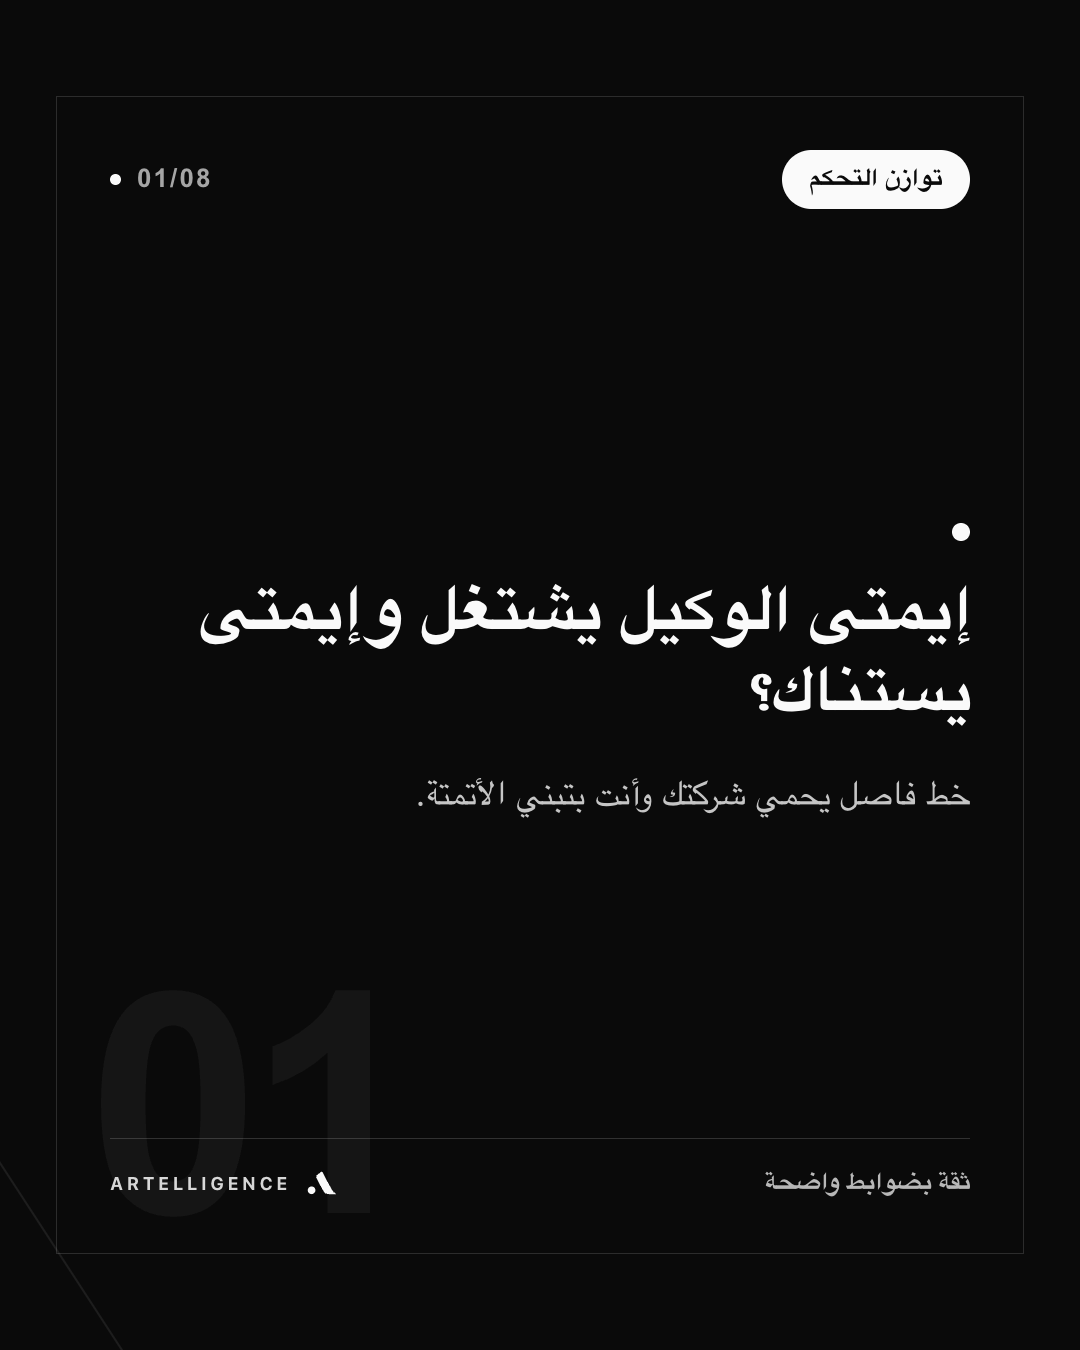 توازن التحكم
01/08
إيمتى الوكيل يشتغل وإيمتى
يستناك؟
خط فاصل يحمي شركتك وأنت بتبني الأتمتة.
01
ثقة بضوابط واضحة
ARTELLIGENCE